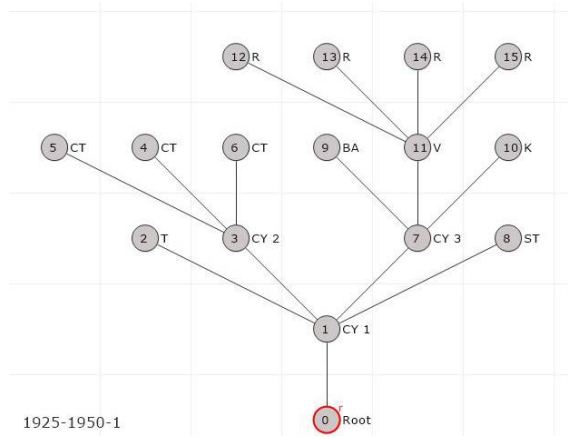 12 R 13 R 14 R 15 R
5 CT 4 CT 6 CT 9 BA 11 V 10 K
2 T 3 CY 2 7 CY 3 8 ST
1 CY 1
r
0 Root
1925-1950-1